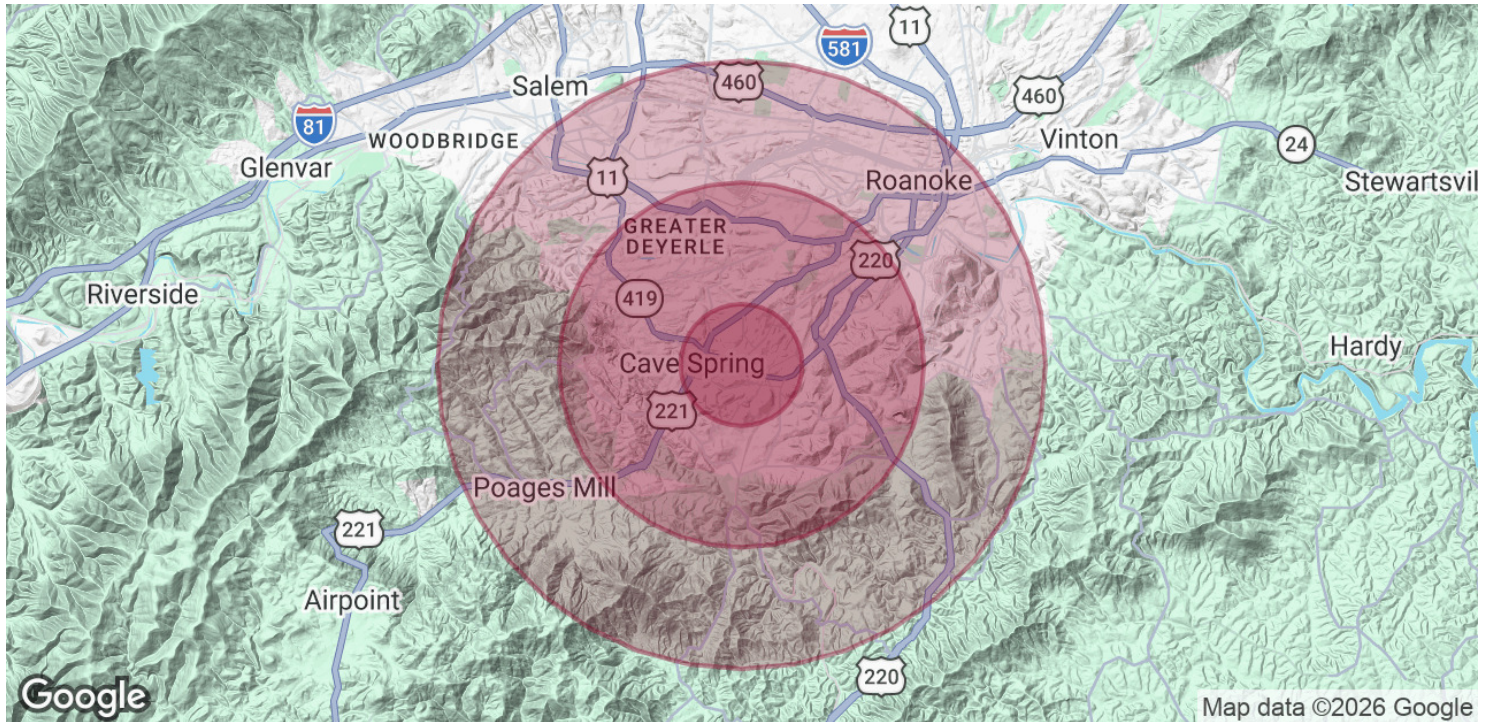 11
581
Salem
460
460
81
WOODBRIDGE
Vinton
24
Glenvar
11
Roanoke
Stewartsvil
GREATER
DEYERLE
220
Riverside
419
Hardy
Cave Spring
221
Poages Mill
221
Airpoint
220
Google
Map data ©2026 Google